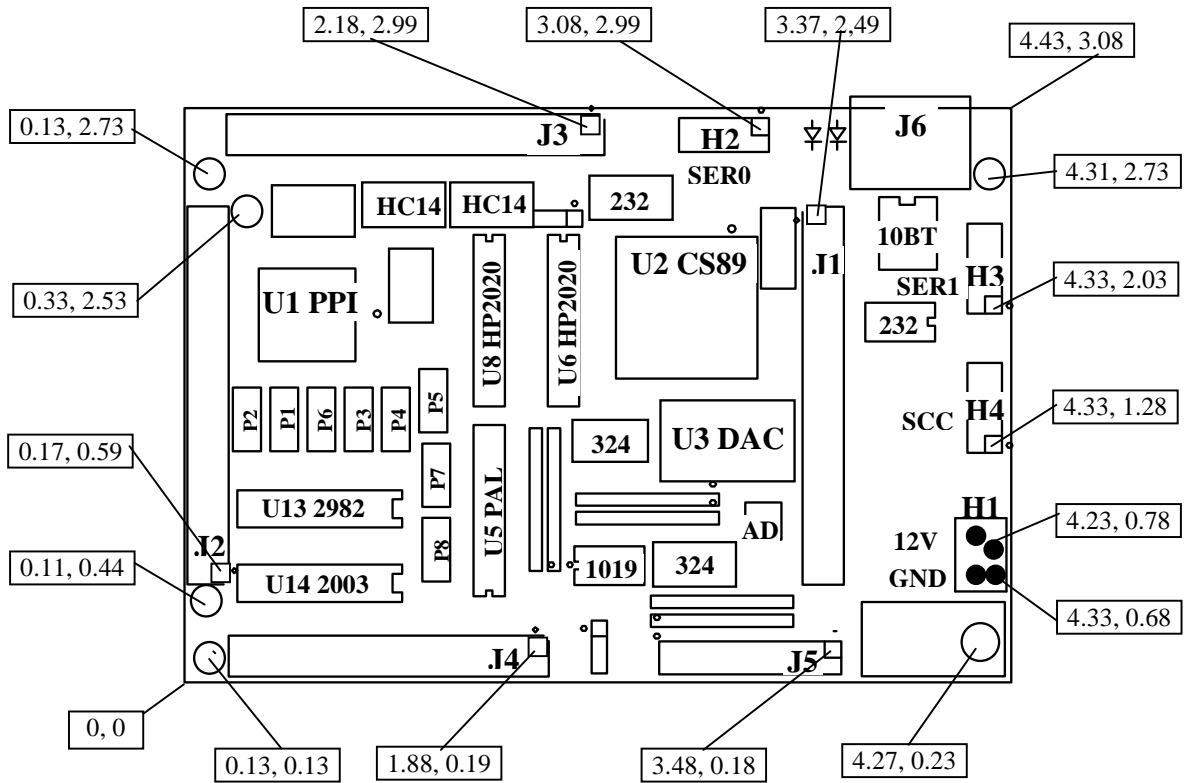 2.18, 2.99
3.08, 2.99
3.37, 2,49
4.43, 3.08
0.13, 2.73
J3
H2
J6
SER0
4.31, 2.73
HC14
HC14
232
10BT
U2 CS89
J1
H3
0.33, 2.53
U1 PPI
U8 HP2020
U6 HP2020
SER1
4.33, 2.03
232
P2
P1
P6
P3
P4
P5
H4
SCC
4.33, 1.28
0.17, 0.59
324
U3 DAC
P7
U13 2982
U5 PAL
H1
4.23, 0.78
AD
12V
J2
P8
0.11, 0.44
U14 2003
1019
324
GND
4.33, 0.68
J4
J5
0, 0
0.13, 0.13
1.88, 0.19
3.48, 0.18
4.27, 0.23